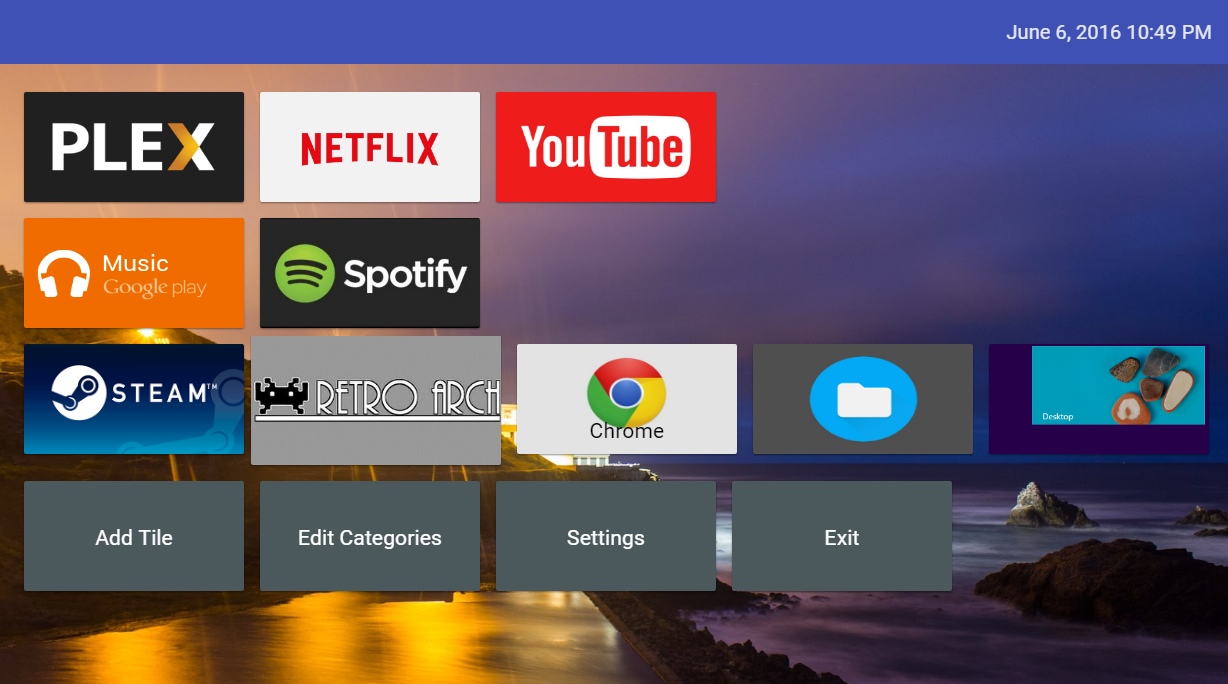 June 6, 2016 10:49 PM
PLEX
NETFLIX
YouTube
Music
Google play
Spotify
STEAM™
RETRO ARCH
Chrome
Desktop
Add Tile
Edit Categories
Settings
Exit